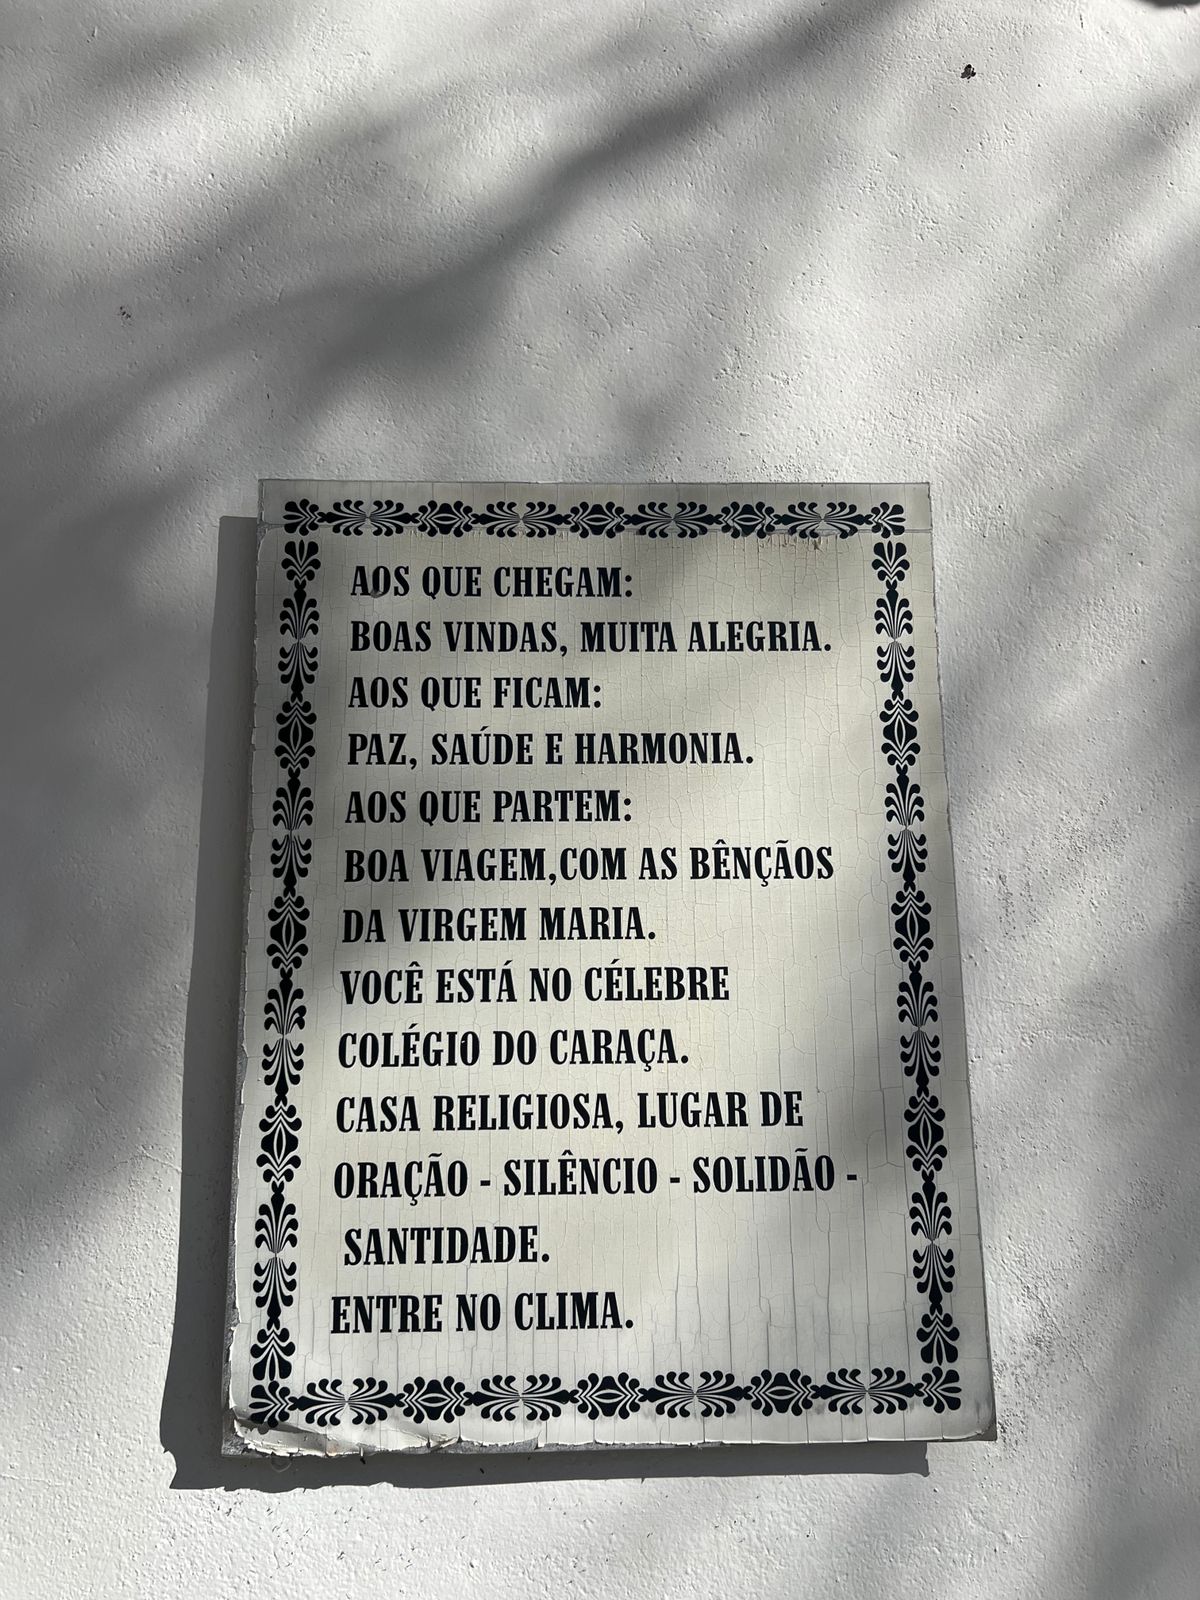 AOS QUE CHEGAM:
BOAS VINDAS, MUITA ALEGRIA.
AOS QUE FICAM:
PAZ, SAÚDE E HARMONIA.
AOS QUE PARTEM:
BOA VIAGEM,COM AS BÊNÇÃOS
DA VIRGEM MARIA.
VOCÊ ESTÁ NO CÉLEBRE
COLÉGIO DO CARAÇA.
CASA RELIGIOSA, LUGAR DE
ORAÇÃO - SILÊNCIO - SOLIDÃO -
SANTIDADE.
ENTRE NO CLIMA.